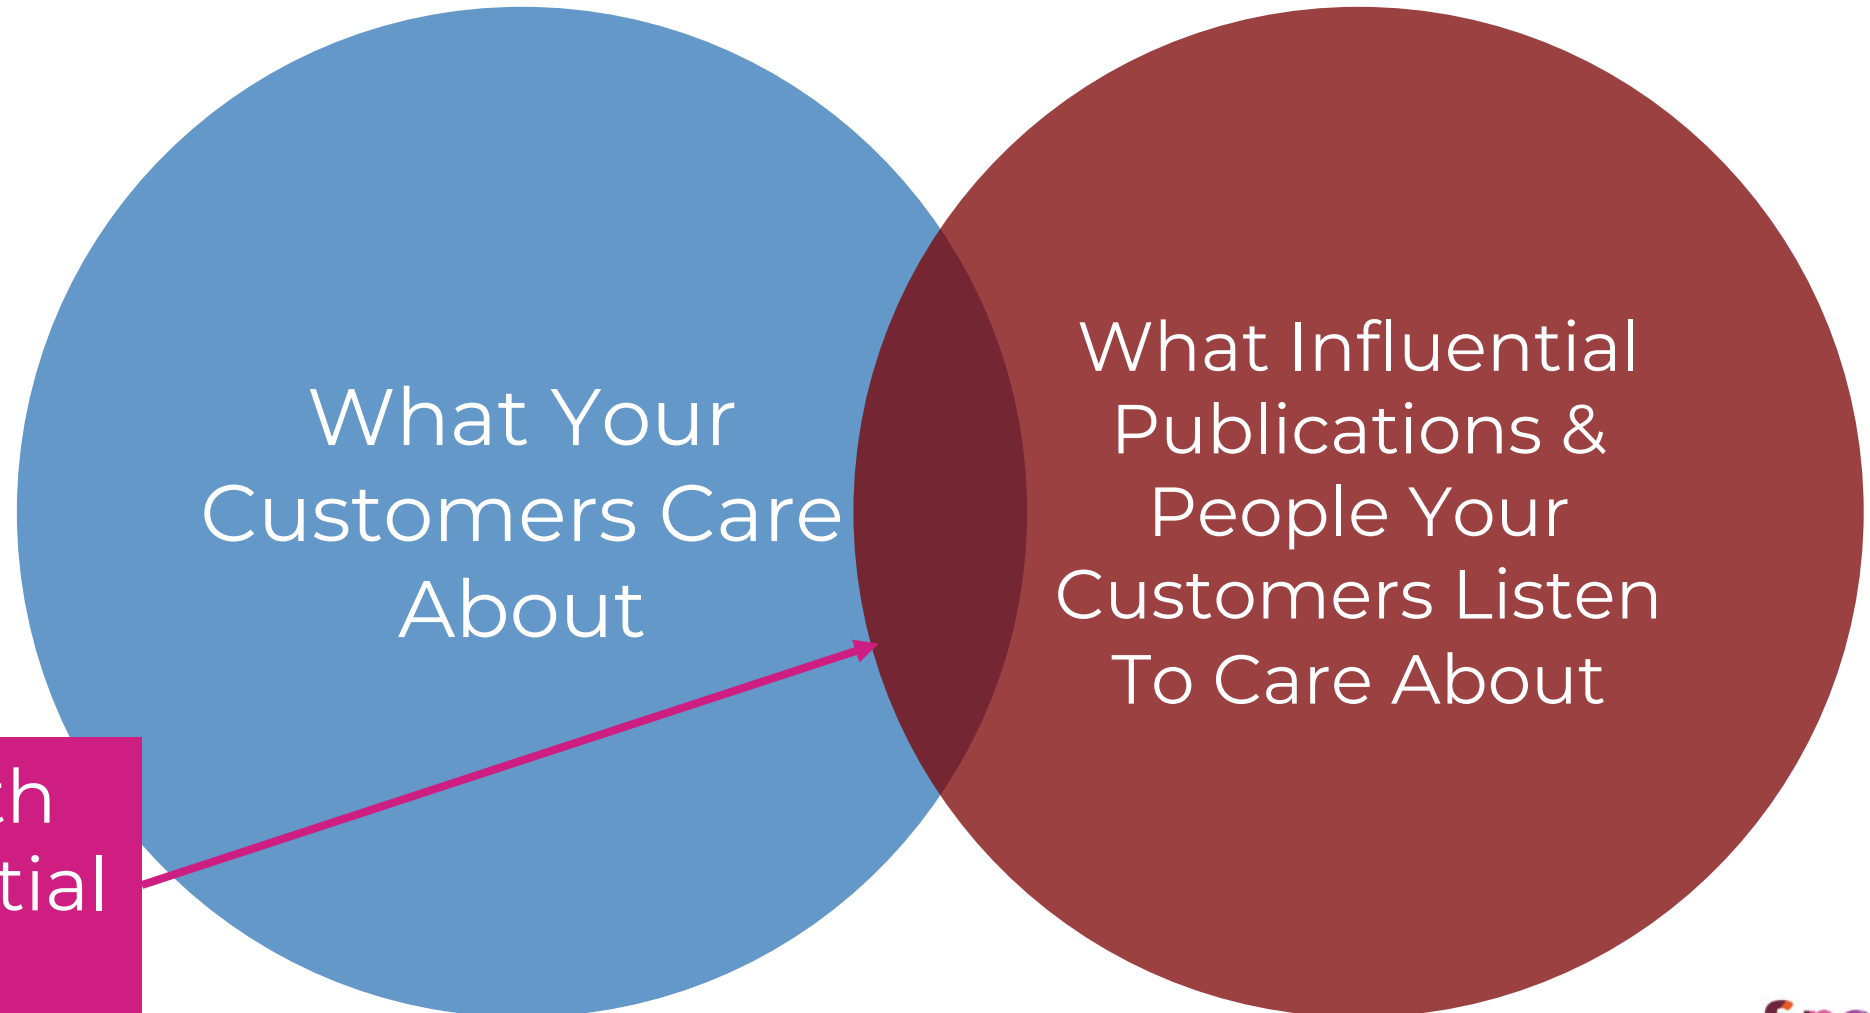 What Your
Customers Care
About
What Influential
Publications &
People Your
Customers Listen
To Care About